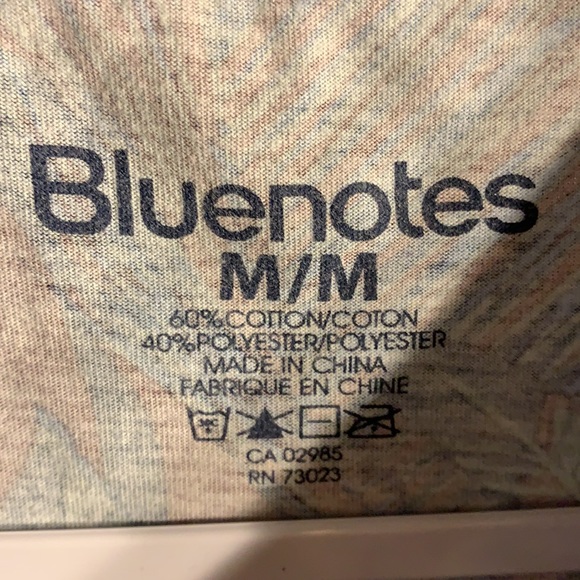 Bluenotes
M/M
60%COTTON/COTON
40%POLYESTER/POLYESTER
MADE IN CHINA
FABRIQUE EN CHINE
CA 02985
RN 73023